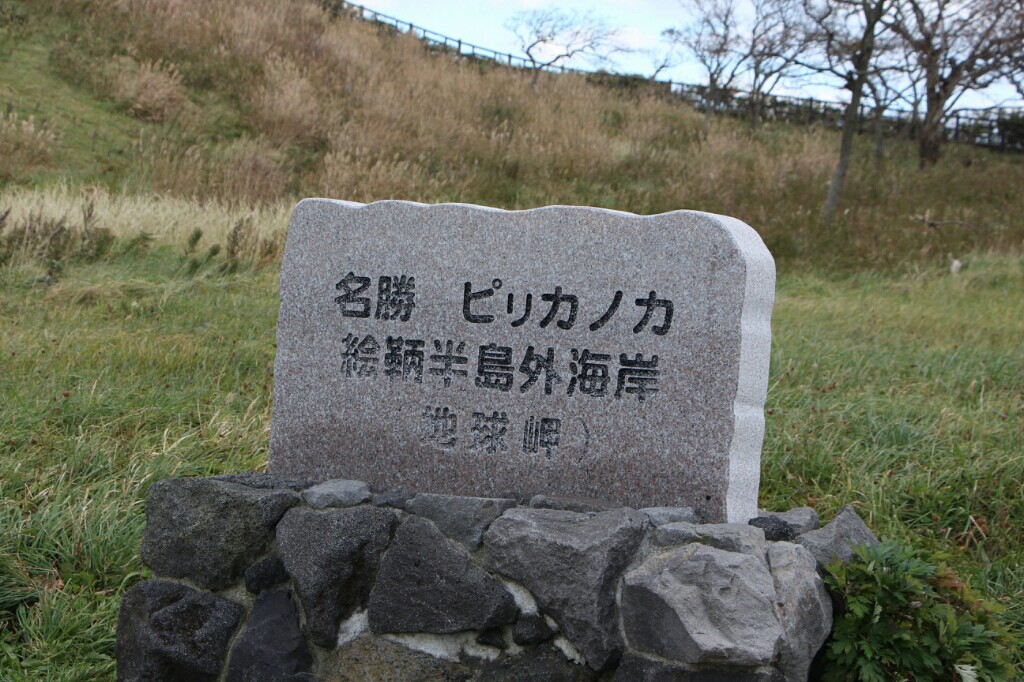 名勝 ピリカノカ
絵鞆半島外海岸
地球岬）